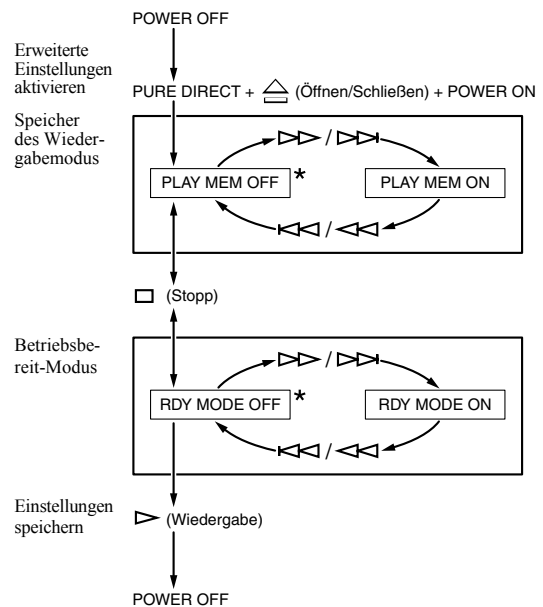 POWER OFF
Erweiterte
Einstellungen
aktivieren
PURE DIRECT + (Öffnen/Schließen) + POWER ON
Speicher
des Wieder-
gabemodus
/
PLAY MEM OFF *
PLAY MEM ON
/
(Stopp)
Betriebsbe-
reit-Modus
/
RDY MODE OFF *
RDY MODE ON
/
Einstellungen
speichern
(Wiedergabe)
POWER OFF